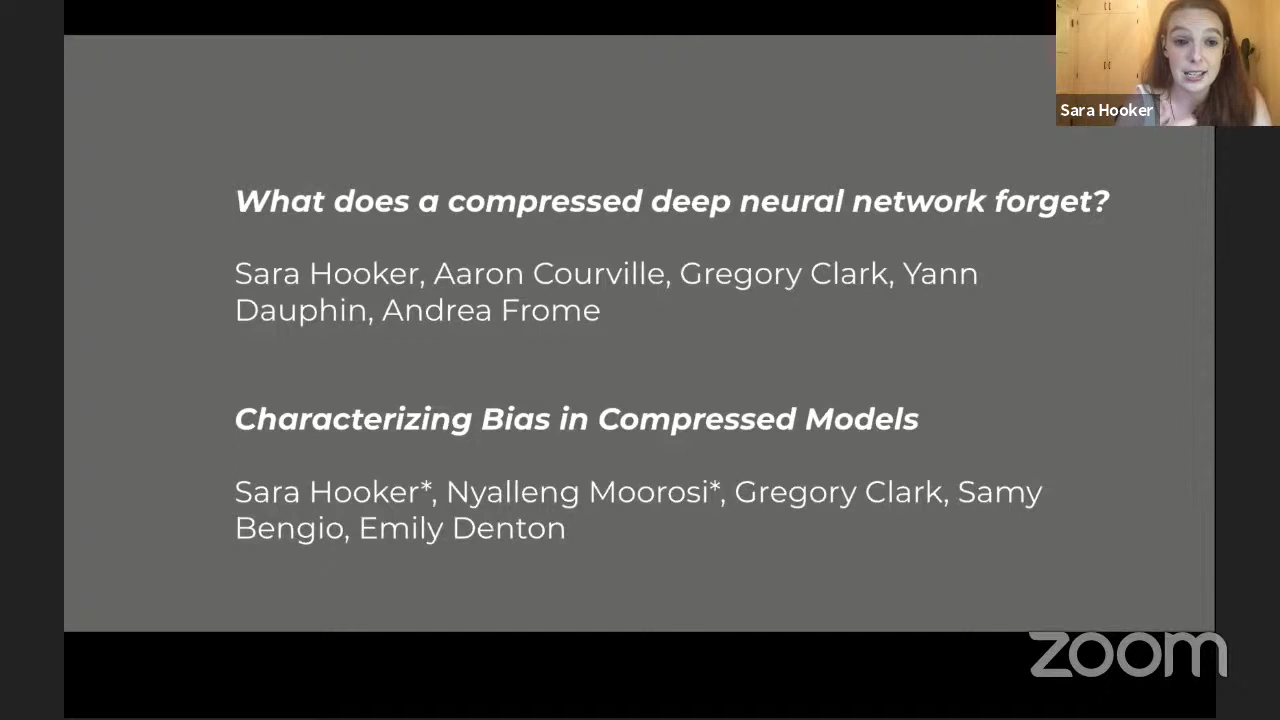 Sara Hooker
What does a compressed deep neural network forget?
Sara Hooker, Aaron Courville, Gregory Clark, Yann
Dauphin, Andrea Frome
Characterizing Bias in Compressed Models
Sara Hooker*, Nyalleng Moorosi*, Gregory Clark, Samy
Bengio, Emily Denton
zoom